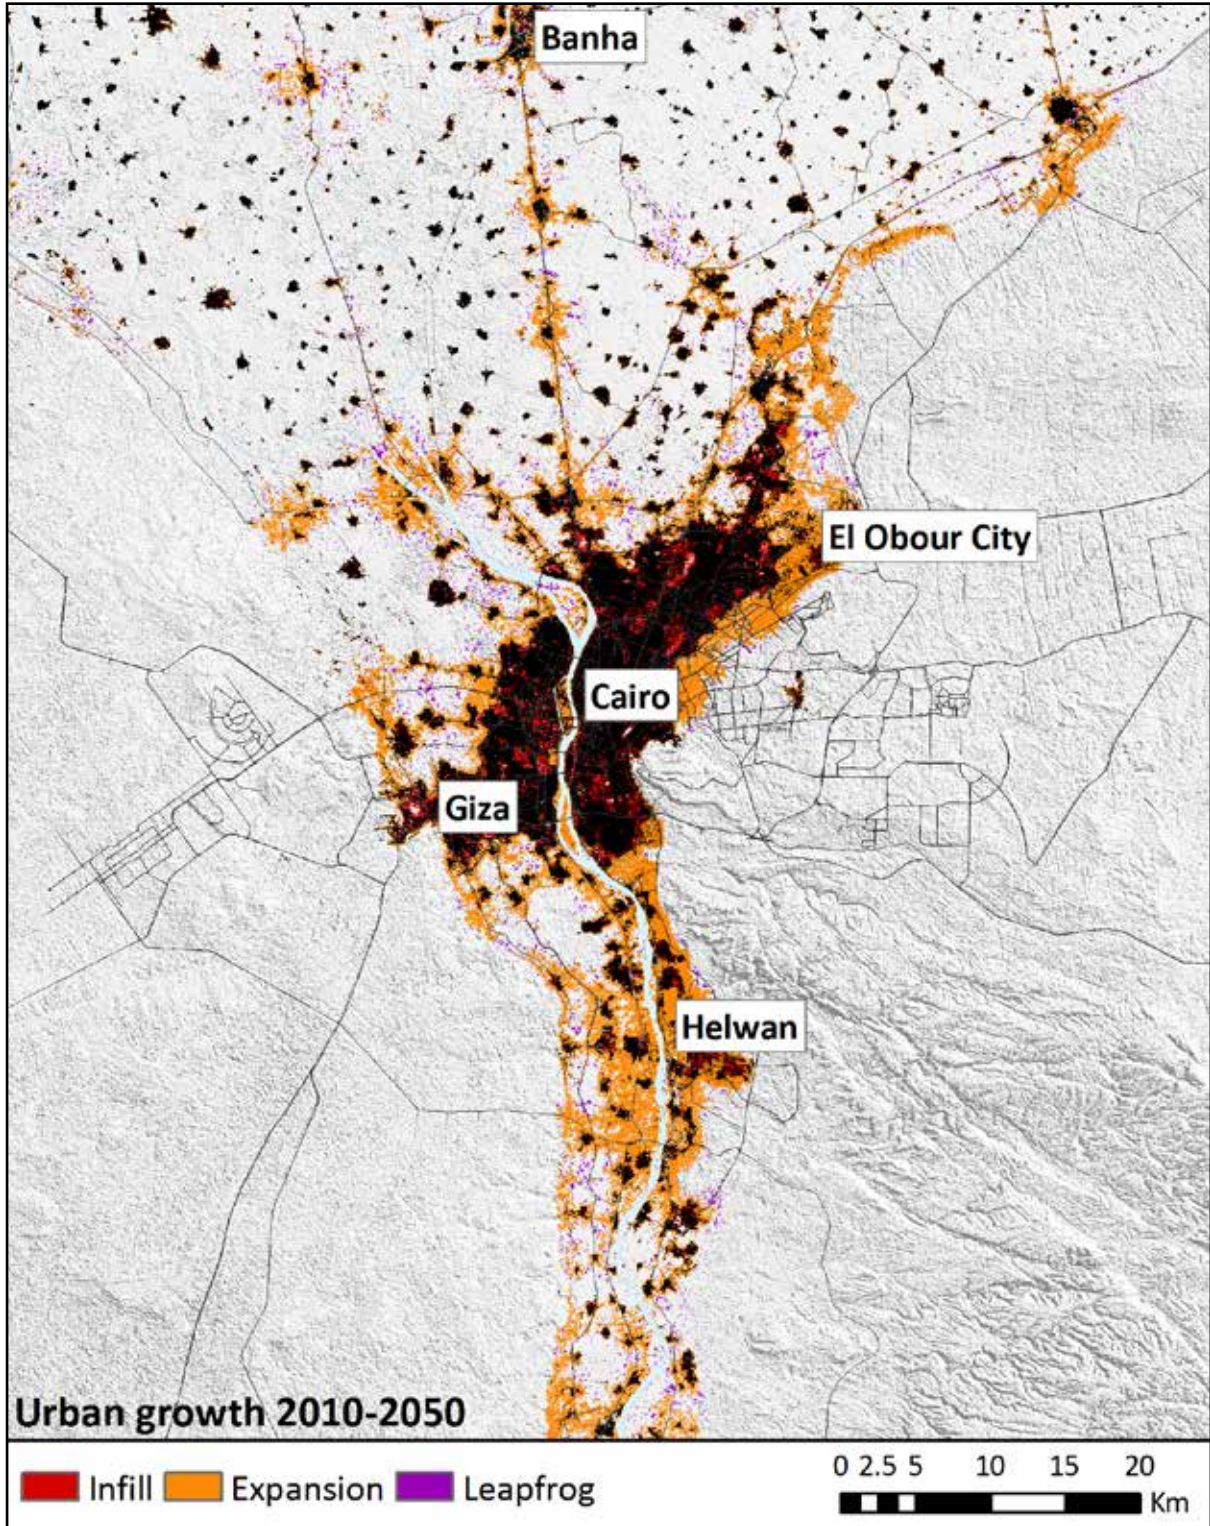 Banha
El Obour City
Cairo
Giza
Helwan
Urban growth 2010-2050
Infill
Expansion
Leapfrog
0 2.5 5 10 15 20
Km